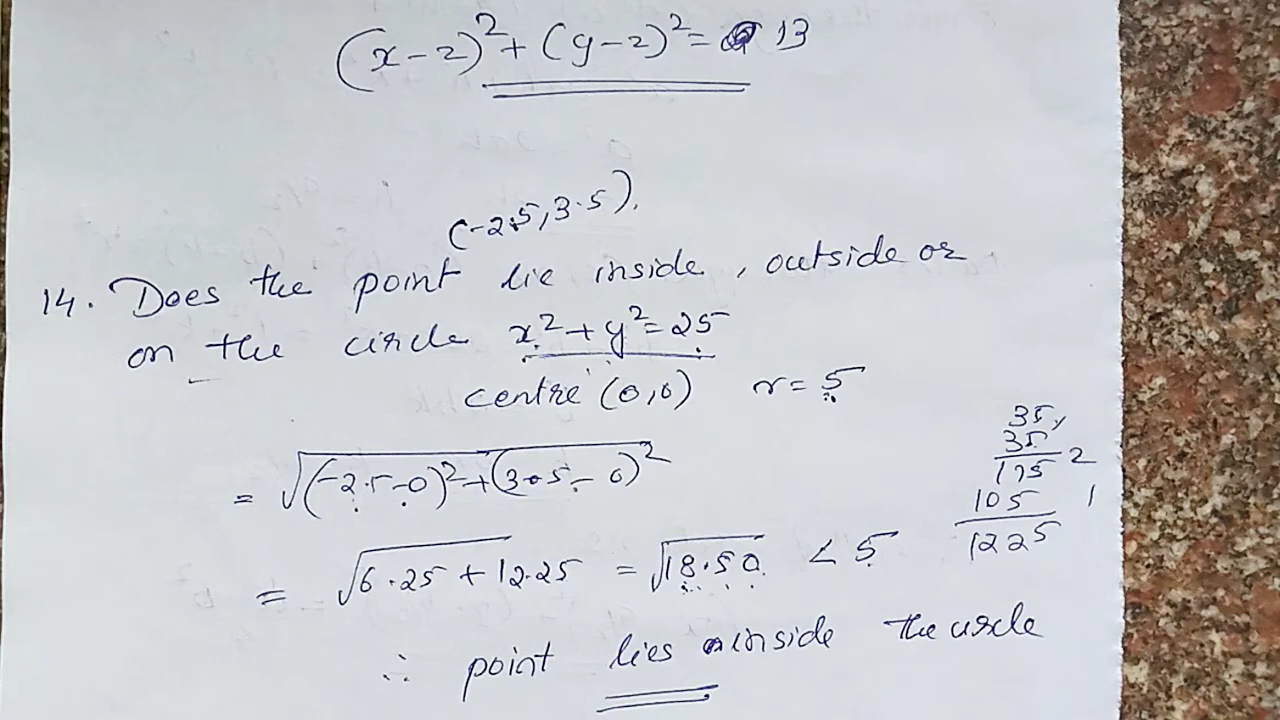 (x-2)² + (y-2)² = 13
(-2.5, 3.5).
14. Does the point lie inside, outside or
on the circle x² + y² = 25
centre (0,0) r = 5
= √((-2.5-0)² + (3.5-0)²)
= √(6.25 + 12.25) = √18.50 < 5
∴ point lies inside the circle
35,
35
175 2
105 1
1225